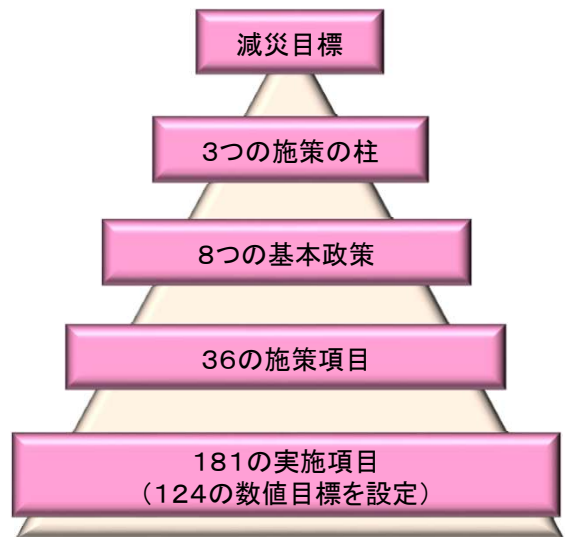 減災目標
3つの施策の柱
8つの基本政策
36の施策項目
181の実施項目
（124の数値目標を設定）